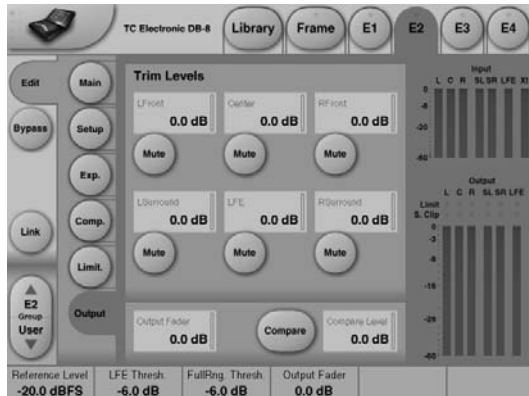 TC Electronic DB-8
Library
Frame
E1
E2
E3
E4
Edit
Bypass
Link
E2
Group
User
Main
Setup
Exp.
Comp.
Limit.
Output
Trim Levels
LFront
0.0 dB
Center
0.0 dB
RFront
0.0 dB
Mute
Mute
Mute
LSurround
0.0 dB
LFE
0.0 dB
RSurround
0.0 dB
Mute
Mute
Mute
Output Fader
0.0 dB
Compare
Compare Level
0.0 dB
Input
L C R SL SR LFE
0
-20
-60
Output
L C R SL SR LFE
Limit
S. Clip
0
-3
-8
-16
-40
Reference Level
-20.0 dBFS
LFE Thresh.
-6.0 dB
FullRng. Thresh.
-6.0 dB
Output Fader
0.0 dB